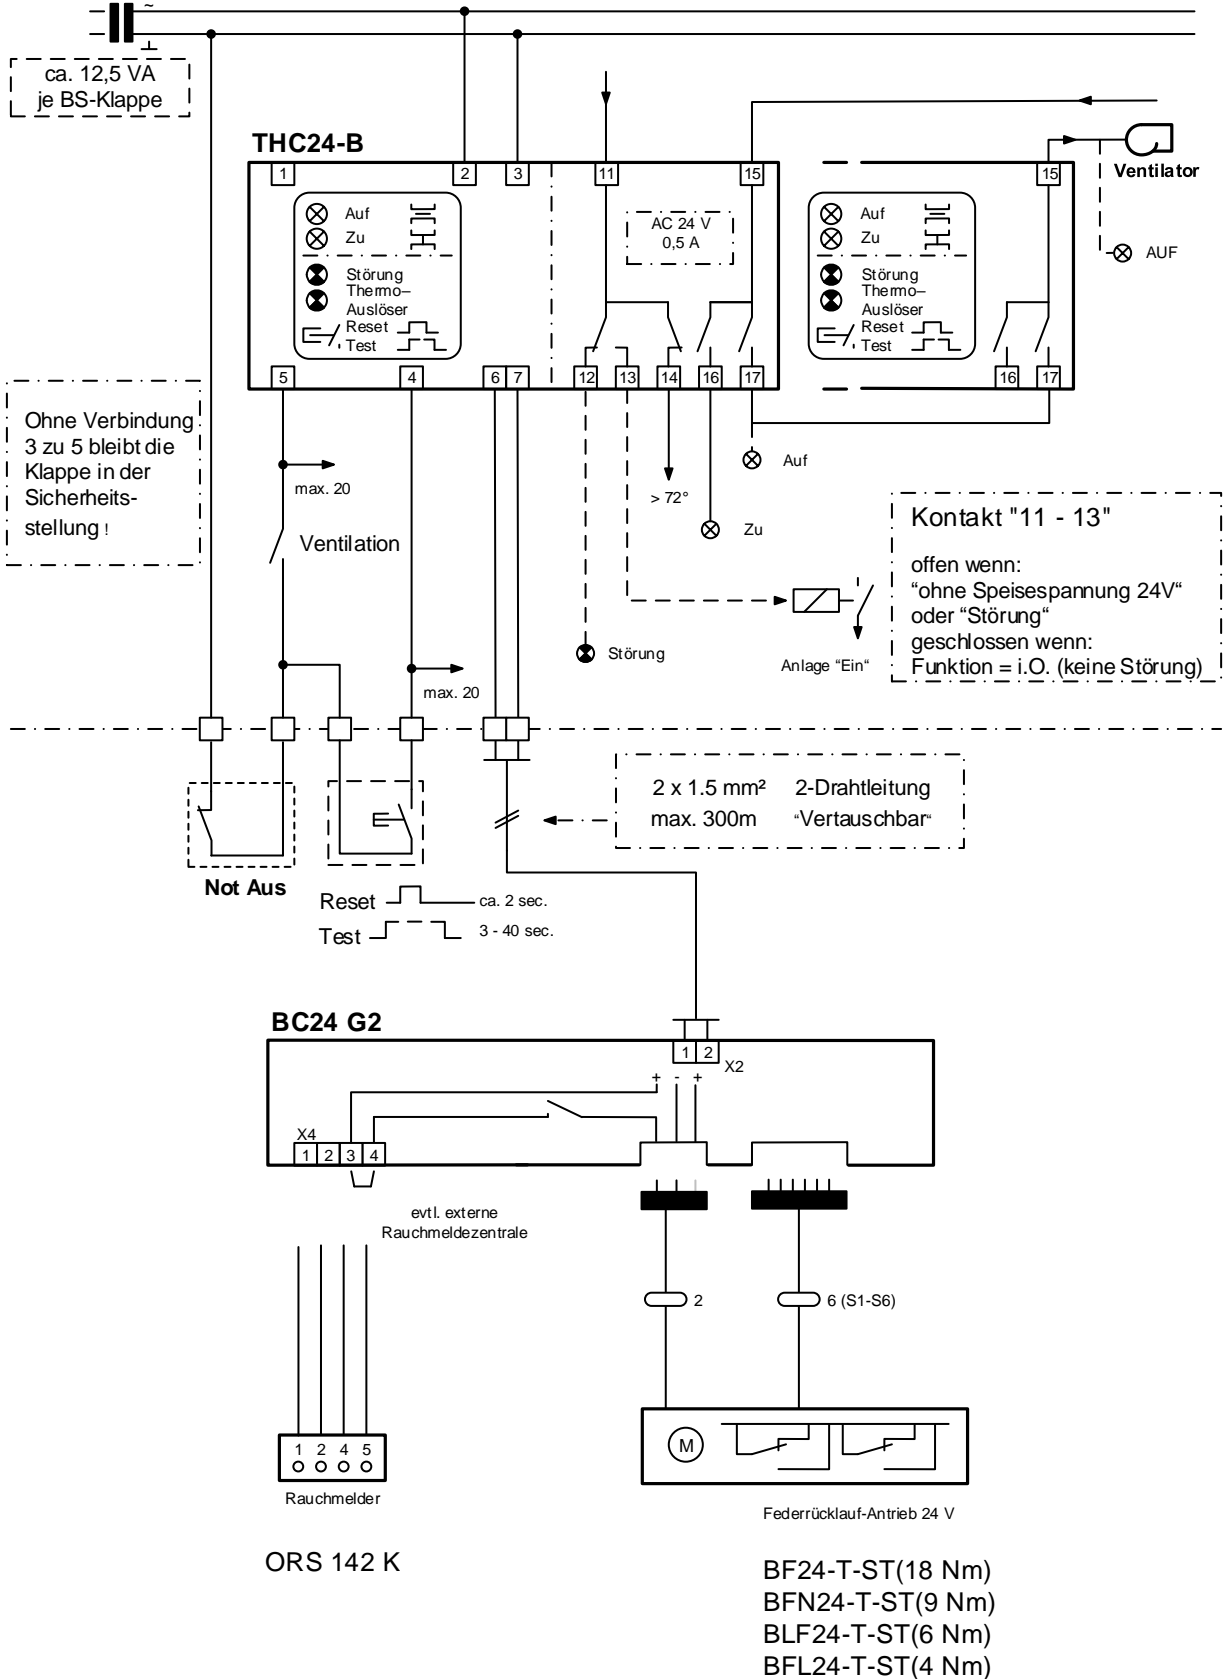 ~
ca. 12,5 VA
je BS-Klappe
THC24-B
1
2
3
11
15
15
Ventilator
Auf
Zu
Störung
Thermo–
Auslöser
Reset
Test
AC 24 V
0,5 A
Auf
Zu
Störung
Thermo–
Auslöser
Reset
Test
AUF
5
4
6
7
12
13
14
16
17
16
17
Ohne Verbindung
3 zu 5 bleibt die
Klappe in der
Sicherheits-
stellung !
max. 20
Ventilation
Auf
> 72°
Zu
Kontakt "11 - 13"
offen wenn:
“ohne Speisespannung 24V“
oder “Störung“
geschlossen wenn:
Funktion = i.O. (keine Störung)
Störung
Anlage “Ein“
max. 20
2 x 1.5 mm² 2-Drahtleitung
max. 300m “Vertauschbar“
Not Aus
Reset ca. 2 sec.
Test 3 - 40 sec.
BC24 G2
1 2
X2
+ - +
X4
1 2 3 4
evtl. externe
Rauchmeldezentrale
2
6 (S1-S6)
1 2 4 5
M
Rauchmelder
Federrücklauf-Antrieb 24 V
ORS 142 K
BF24-T-ST(18 Nm)
BFN24-T-ST(9 Nm)
BLF24-T-ST(6 Nm)
BFL24-T-ST(4 Nm)